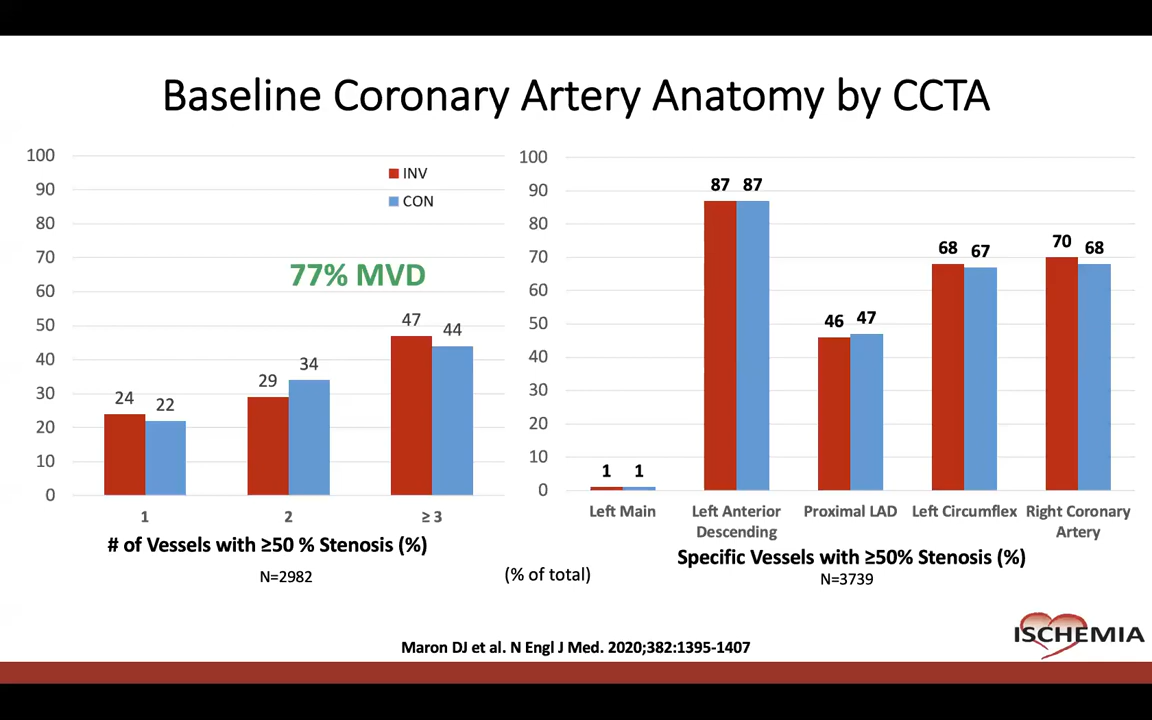 Baseline Coronary Artery Anatomy by CCTA
100
90
80
70
60
50
40
30
20
10
0
INV
CON
77% MVD
24
22
29
34
47
44
1
2
≥ 3
# of Vessels with ≥50 % Stenosis (%)
N=2982
(% of total)
100
90
80
70
60
50
40
30
20
10
0
1
1
87
87
46
47
68
67
70
68
Left Main
Left Anterior
Descending
Proximal LAD
Left Circumflex
Right Coronary
Artery
Specific Vessels with ≥50% Stenosis (%)
N=3739
ISCHEMIA
Maron DJ et al. N Engl J Med. 2020;382:1395-1407